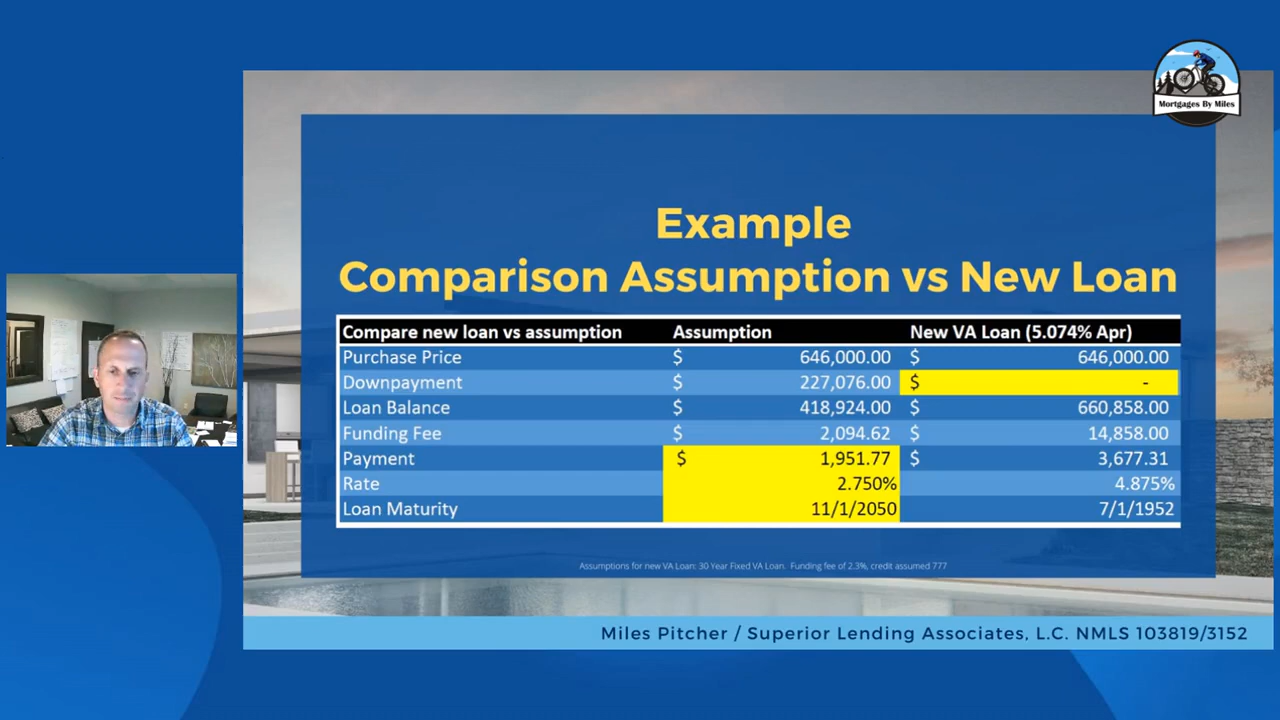 Mortgages By Miles
Example
Comparison Assumption vs New Loan
Compare new loan vs assumption Assumption New VA Loan (5.074% Apr)
Purchase Price $ 646,000.00 $ 646,000.00
Downpayment $ 227,076.00 $ -
Loan Balance $ 418,924.00 $ 660,858.00
Funding Fee $ 2,094.62 $ 14,858.00
Payment $ 1,951.77 $ 3,677.31
Rate 2.750% 4.875%
Loan Maturity 11/1/2050 7/1/1952
Assumptions for new VA Loan: 30 Year Fixed VA Loan. Funding fee of 2.3%, credit assumed 777
Miles Pitcher / Superior Lending Associates, L.C. NMLS 103819/3152